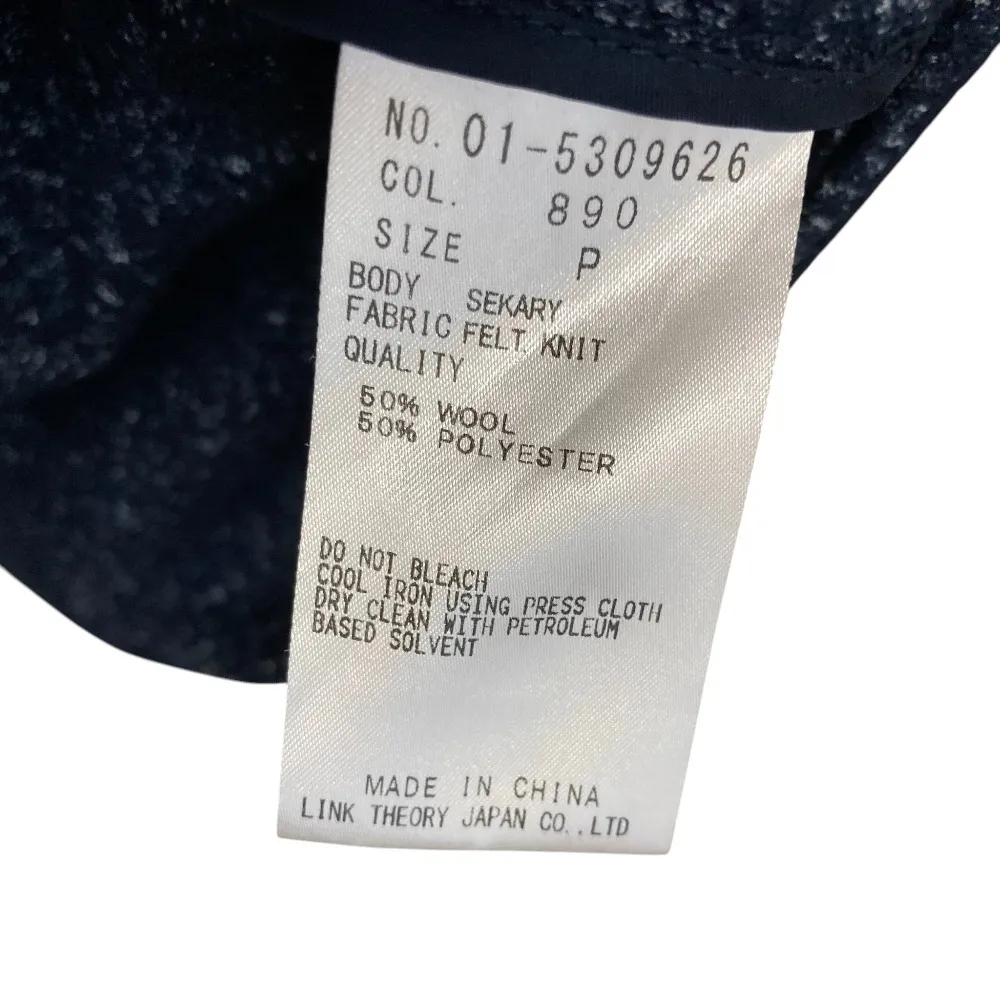 NO. 01-5309626
COL. 890
SIZE P
BODY SEKARY
FABRIC FELT KNIT
QUALITY
50% WOOL
50% POLYESTER
DO NOT BLEACH
COOL IRON USING PRESS CLOTH
DRY CLEAN WITH PETROLEUM
BASED SOLVENT
MADE IN CHINA
LINK THEORY JAPAN CO.,LTD